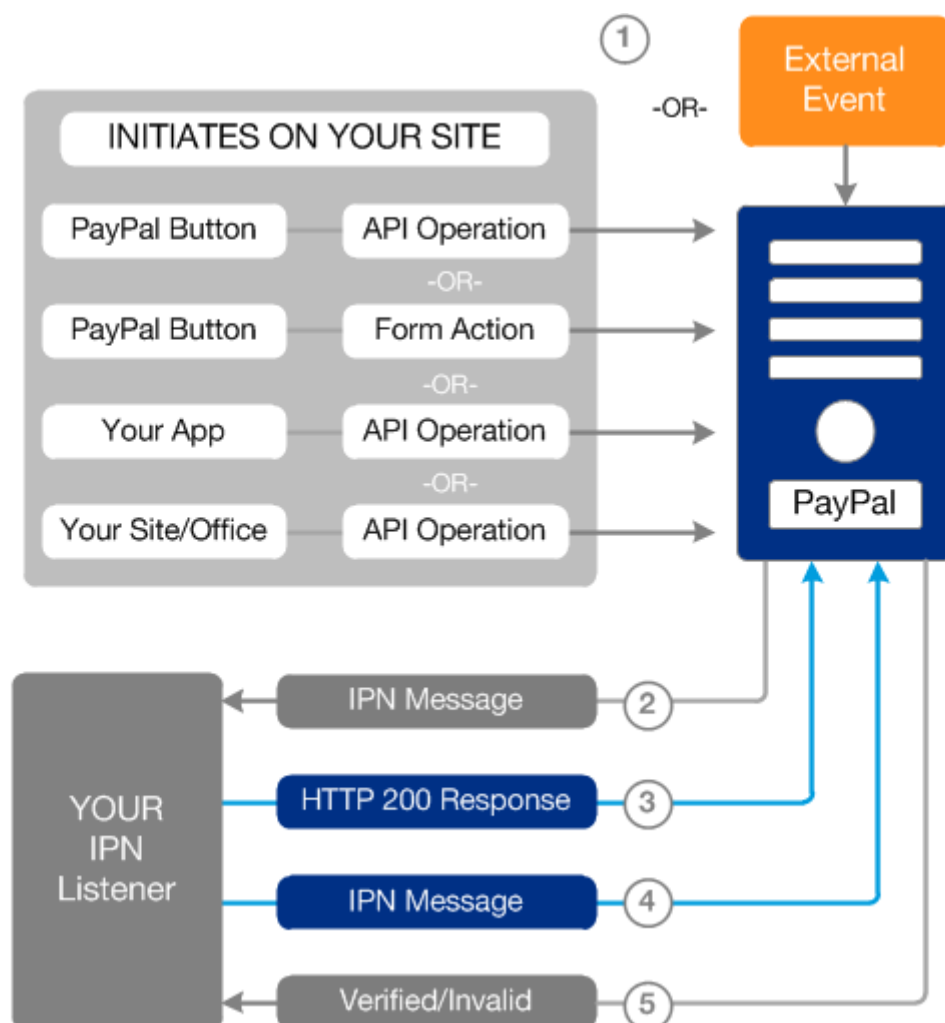 1
External
Event
-OR-
INITIATES ON YOUR SITE
PayPal Button
API Operation
-OR-
PayPal Button
Form Action
-OR-
Your App
API Operation
-OR-
Your Site/Office
API Operation
PayPal
YOUR
IPN
Listener
IPN Message
2
HTTP 200 Response
3
IPN Message
4
Verified/Invalid
5